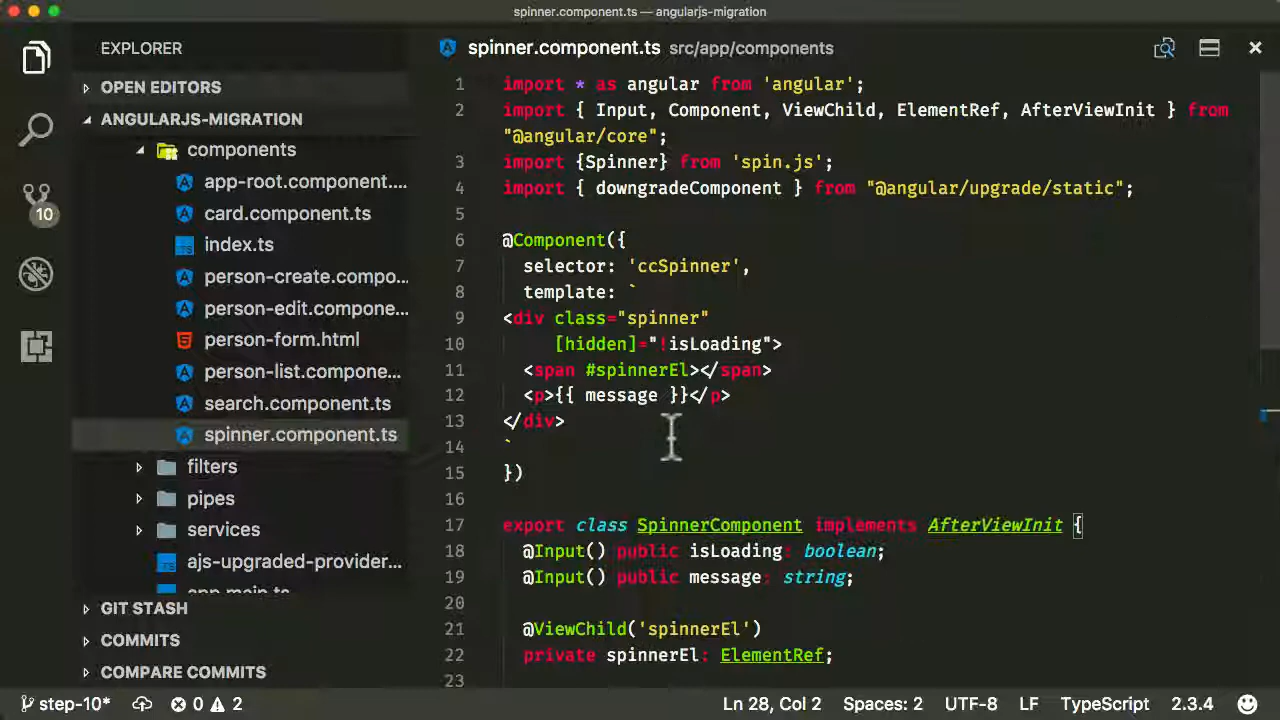 spinner.component.ts — angularjs-migration
EXPLORER
OPEN EDITORS
ANGULARJS-MIGRATION
components
app-root.component....
card.component.ts
index.ts
person-create.compo...
person-edit.compone...
person-form.html
person-list.compone...
search.component.ts
spinner.component.ts
filters
pipes
services
ajs-upgraded-provider...
app.main.ts
GIT STASH
COMMITS
COMPARE COMMITS
10
spinner.component.ts src/app/components
1 import * as angular from 'angular';
2 import { Input, Component, ViewChild, ElementRef, AfterViewInit } from
"@angular/core";
3 import {Spinner} from 'spin.js';
4 import { downgradeComponent } from "@angular/upgrade/static";
5
6 @Component({
7 selector: 'ccSpinner',
8 template: `
9 <div class="spinner"
10 [hidden]="!isLoading">
11 <span #spinnerEl></span>
12 <p>{{ message }}</p>
13 </div>
14 `
15 })
16
17 export class SpinnerComponent implements AfterViewInit {
18 @Input() public isLoading: boolean;
19 @Input() public message: string;
20
21 @ViewChild('spinnerEl')
22 private spinnerEl: ElementRef;
23
step-10* 0 2 Ln 28, Col 2 Spaces: 2 UTF-8 LF TypeScript 2.3.4